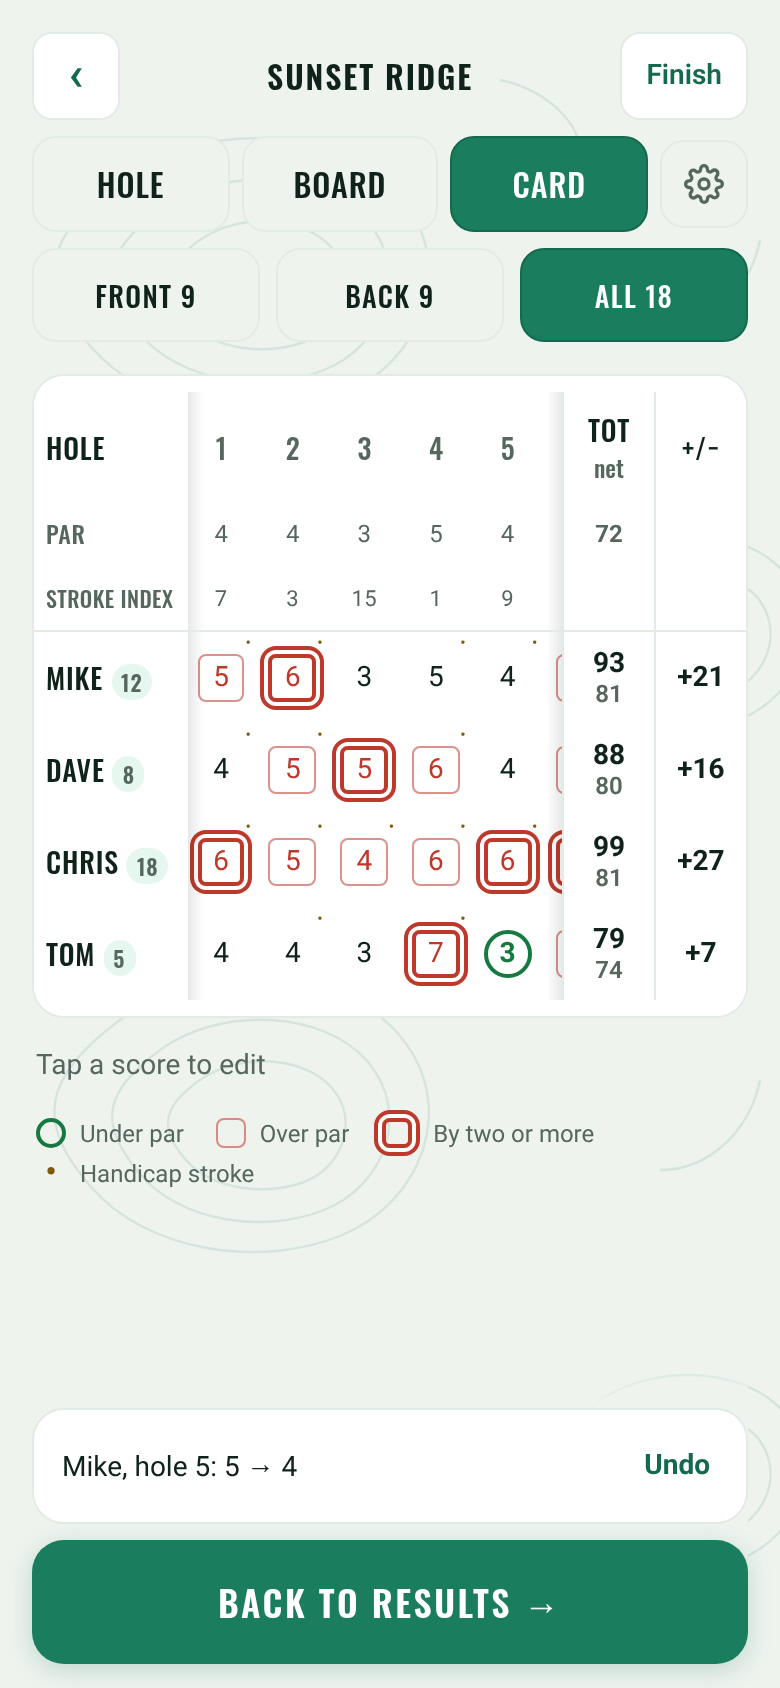 ‹ SUNSET RIDGE Finish
HOLE BOARD CARD
FRONT 9 BACK 9 ALL 18
HOLE 1 2 3 4 5 TOT net +/−
PAR 4 4 3 5 4 72
STROKE INDEX 7 3 15 1 9
MIKE 12 5 6 3 5 4 93 81 +21
DAVE 8 4 5 5 6 4 88 80 +16
CHRIS 18 6 5 4 6 6 99 81 +27
TOM 5 4 4 3 7 3 79 74 +7
Tap a score to edit
Under par Over par By two or more
Handicap stroke
Mike, hole 5: 5 → 4 Undo
BACK TO RESULTS →